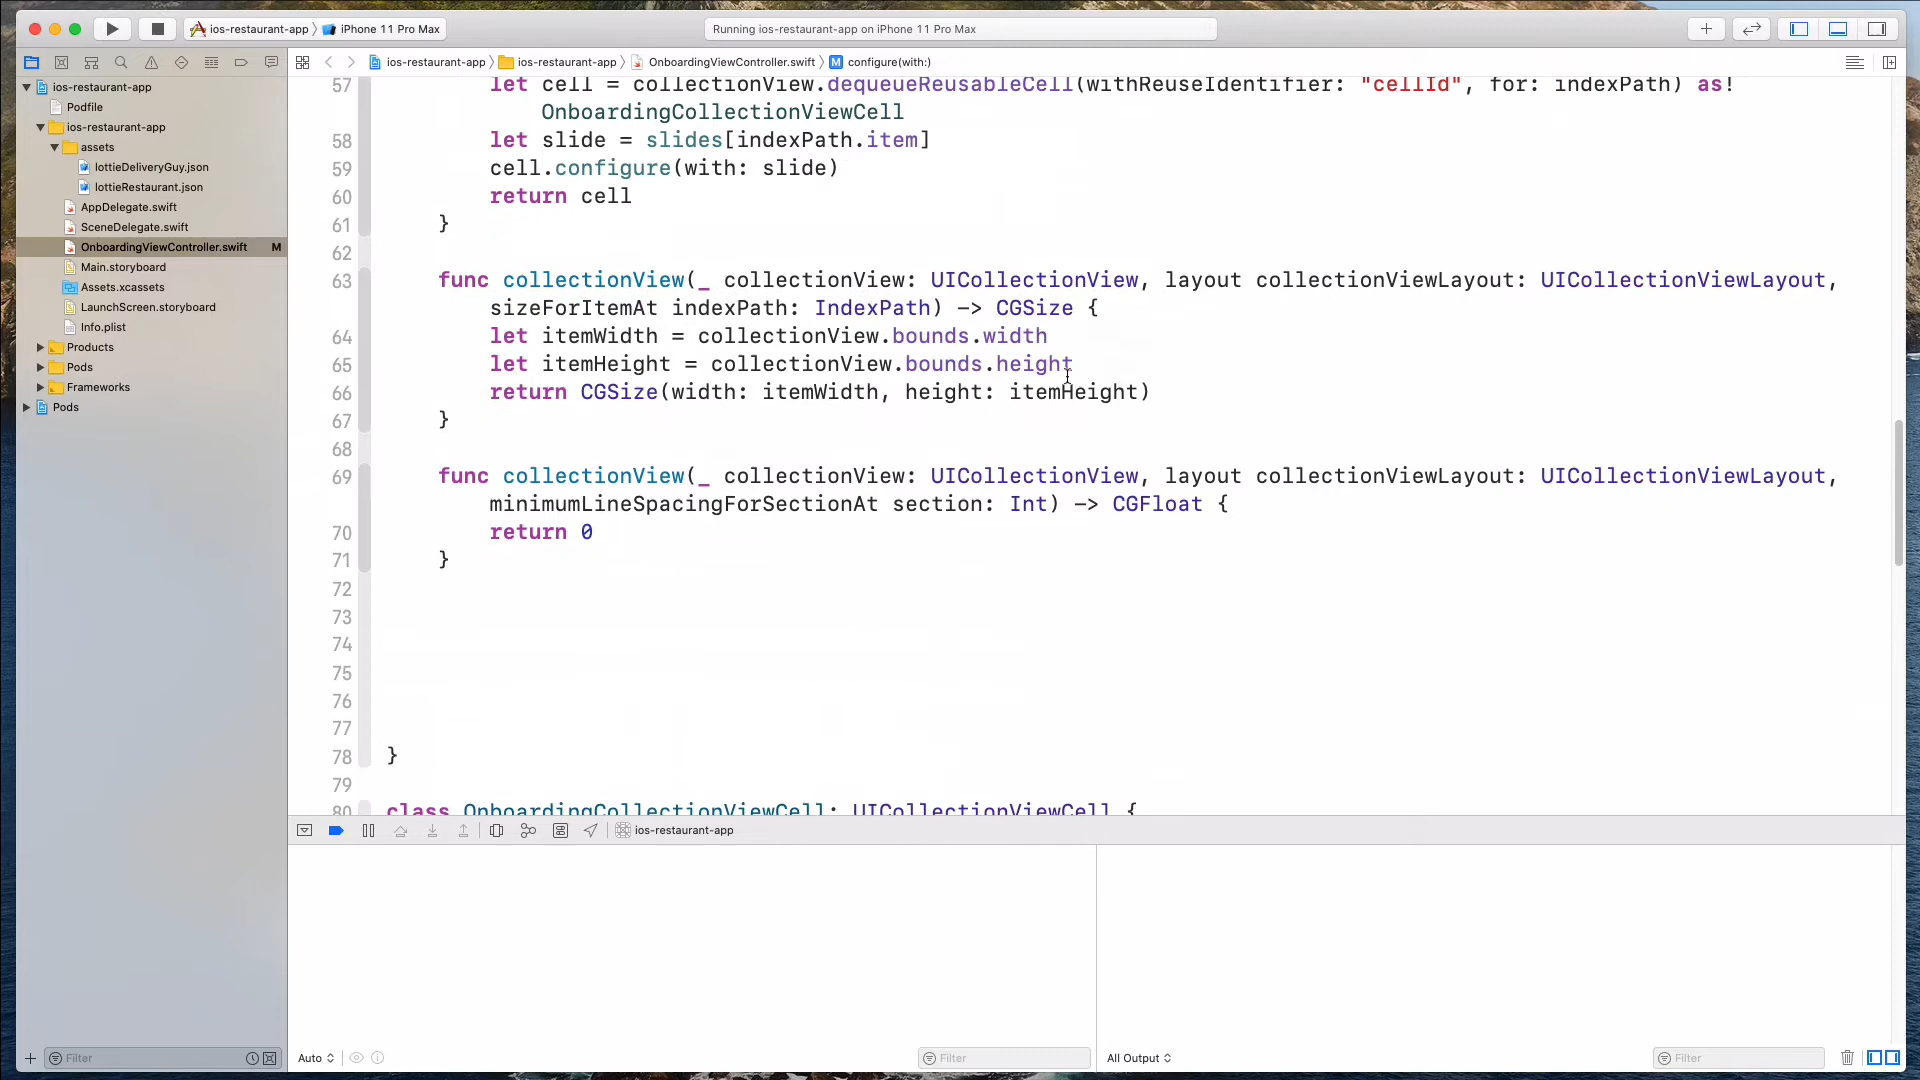 ios-restaurant-app
iPhone 11 Pro Max
Running ios-restaurant-app on iPhone 11 Pro Max
ios-restaurant-app
ios-restaurant-app
OnboardingViewController.swift
M
configure(with:)
ios-restaurant-app
Podfile
ios-restaurant-app
assets
lottieDeliveryGuy.json
lottieRestaurant.json
AppDelegate.swift
SceneDelegate.swift
OnboardingViewController.swift M
Main.storyboard
Assets.xcassets
LaunchScreen.storyboard
Info.plist
Products
Pods
Frameworks
Pods
Filter
57 let cell = collectionView.dequeueReusableCell(withReuseIdentifier: "cellId", for: indexPath) as!
OnboardingCollectionViewCell
58 let slide = slides[indexPath.item]
59 cell.configure(with: slide)
60 return cell
61 }
62
63 func collectionView(_ collectionView: UICollectionView, layout collectionViewLayout: UICollectionViewLayout,
sizeForItemAt indexPath: IndexPath) -> CGSize {
64 let itemWidth = collectionView.bounds.width
65 let itemHeight = collectionView.bounds.height
66 return CGSize(width: itemWidth, height: itemHeight)
67 }
68
69 func collectionView(_ collectionView: UICollectionView, layout collectionViewLayout: UICollectionViewLayout,
minimumLineSpacingForSectionAt section: Int) -> CGFloat {
70 return 0
71 }
72
73
74
75
76
77
78 }
79
80 class OnboardingCollectionViewCell: UICollectionViewCell {
ios-restaurant-app
Auto
Filter
All Output
Filter